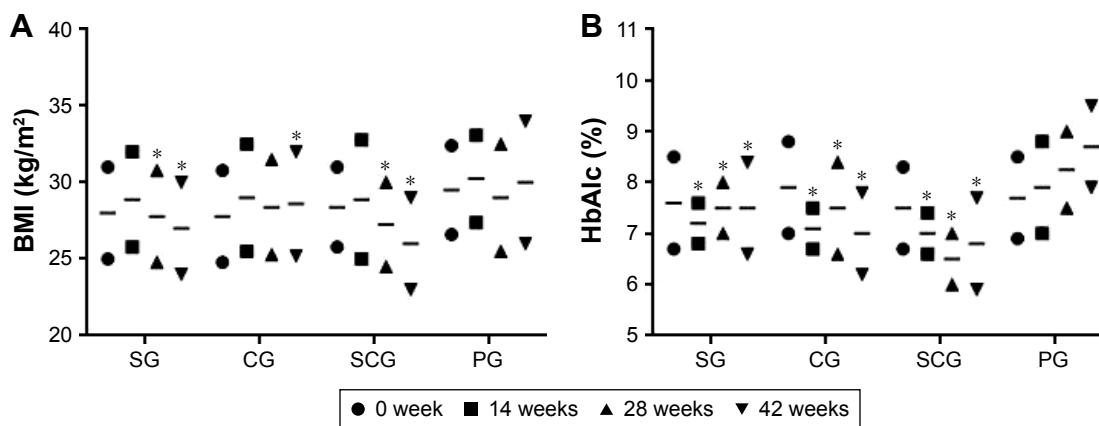 A
BMI (kg/m²)
40
35
30
25
20
* * * * *
SG CG SCG PG
B
HbAlc (%)
11
10
9
8
7
6
5
* * * * * * * * *
SG CG SCG PG
0 week 14 weeks 28 weeks 42 weeks